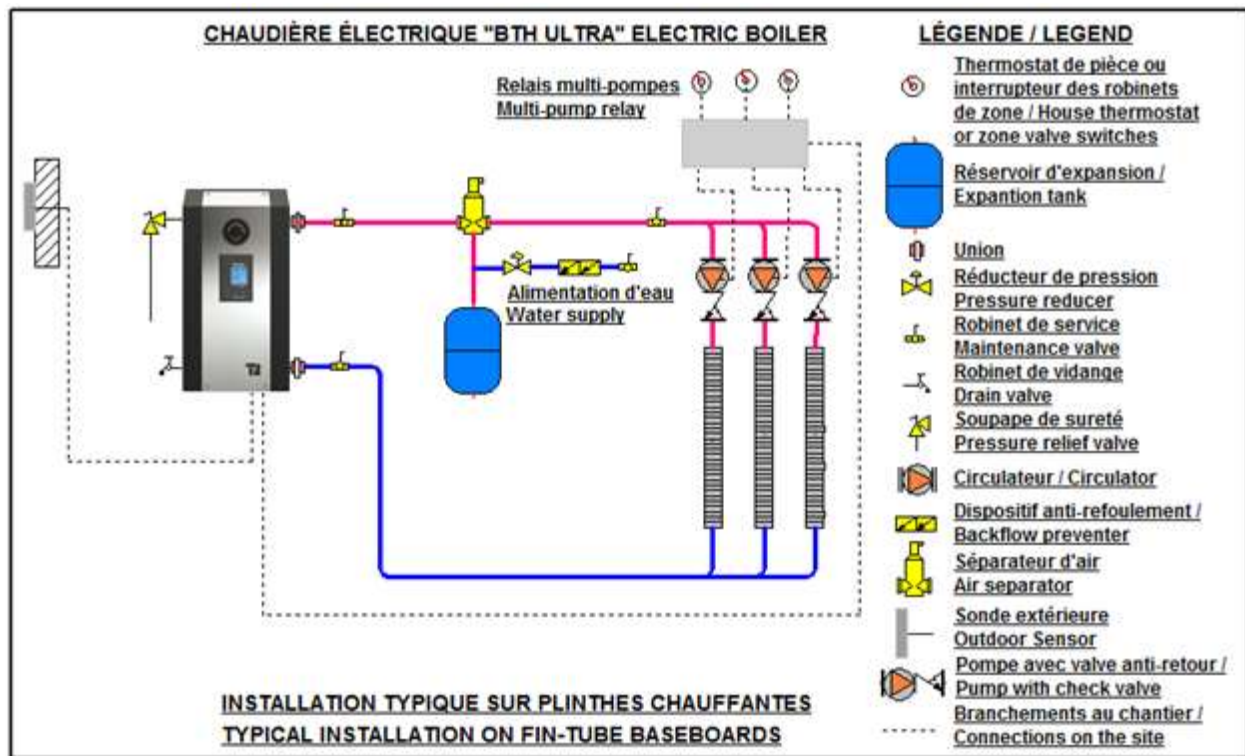 CHAUDIÈRE ÉLECTRIQUE "BTH ULTRA" ELECTRIC BOILER
Relais multi-pompes
Multi-pump relay
Alimentation d'eau
Water supply
T2
INSTALLATION TYPIQUE SUR PLINTHES CHAUFFANTES
TYPICAL INSTALLATION ON FIN-TUBE BASEBOARDS
LÉGENDE / LEGEND
Thermostat de pièce ou
interrupteur des robinets
de zone / House thermostat
or zone valve switches
Réservoir d'expansion /
Expantion tank
Union
Réducteur de pression
Pressure reducer
Robinet de service
Maintenance valve
Robinet de vidange
Drain valve
Soupape de sureté
Pressure relief valve
Circulateur / Circulator
Dispositif anti-refoulement /
Backflow preventer
Séparateur d'air
Air separator
Sonde extérieure
Outdoor Sensor
Pompe avec valve anti-retour /
Pump with check valve
Branchements au chantier /
Connections on the site